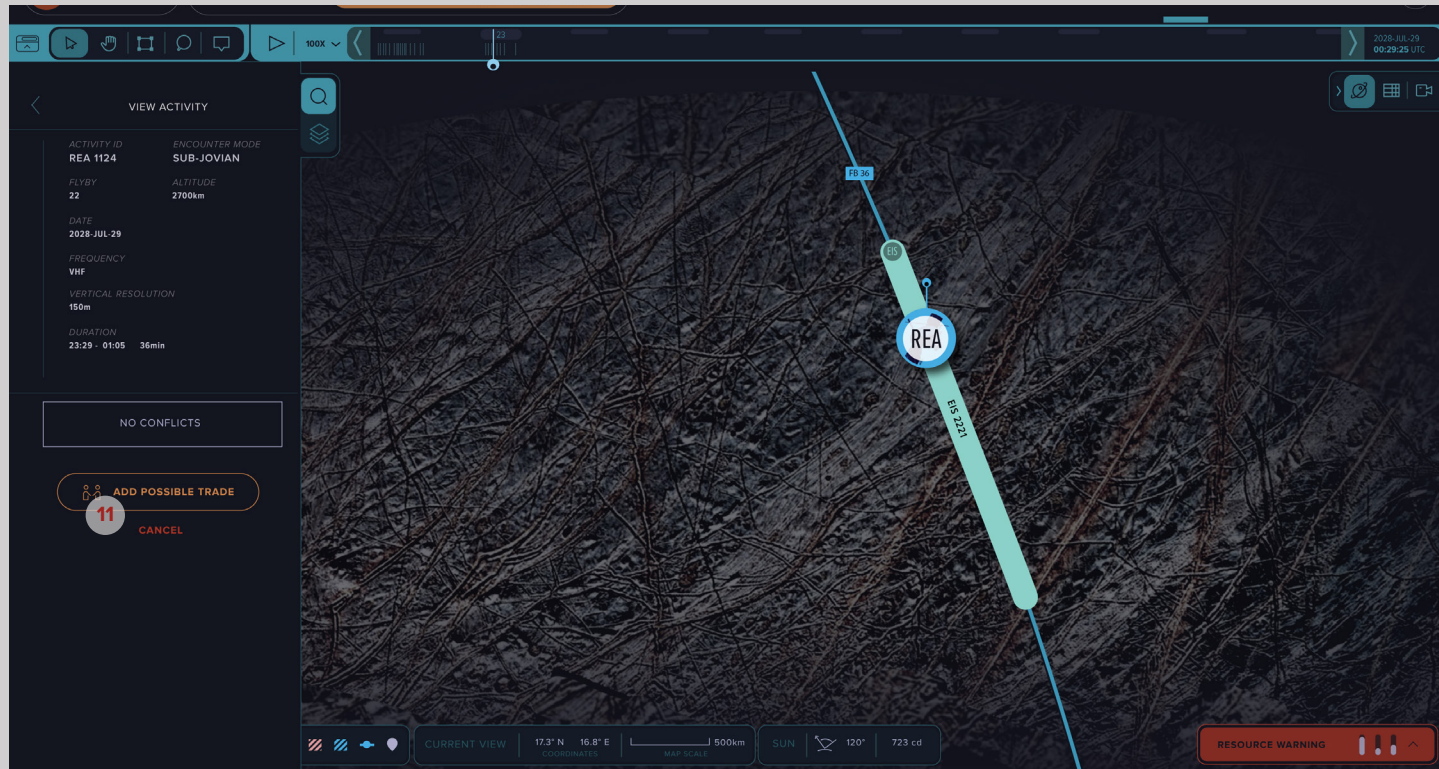 100X
23
2028-JUL-29
00:29:25 UTC
VIEW ACTIVITY
ACTIVITY ID ENCOUNTER MODE
REA 1124 SUB-JOVIAN
FLYBY ALTITUDE
22 2700km
DATE
2028-JUL-29
FREQUENCY
VHF
VERTICAL RESOLUTION
150m
DURATION
23:29 - 01:05 36min
NO CONFLICTS
ADD POSSIBLE TRADE
11
CANCEL
FB 36
EIS
REA
EIS 2221
CURRENT VIEW
17.3° N 16.8° E
COORDINATES
500km
MAP SCALE
SUN
120°
723 cd
RESOURCE WARNING